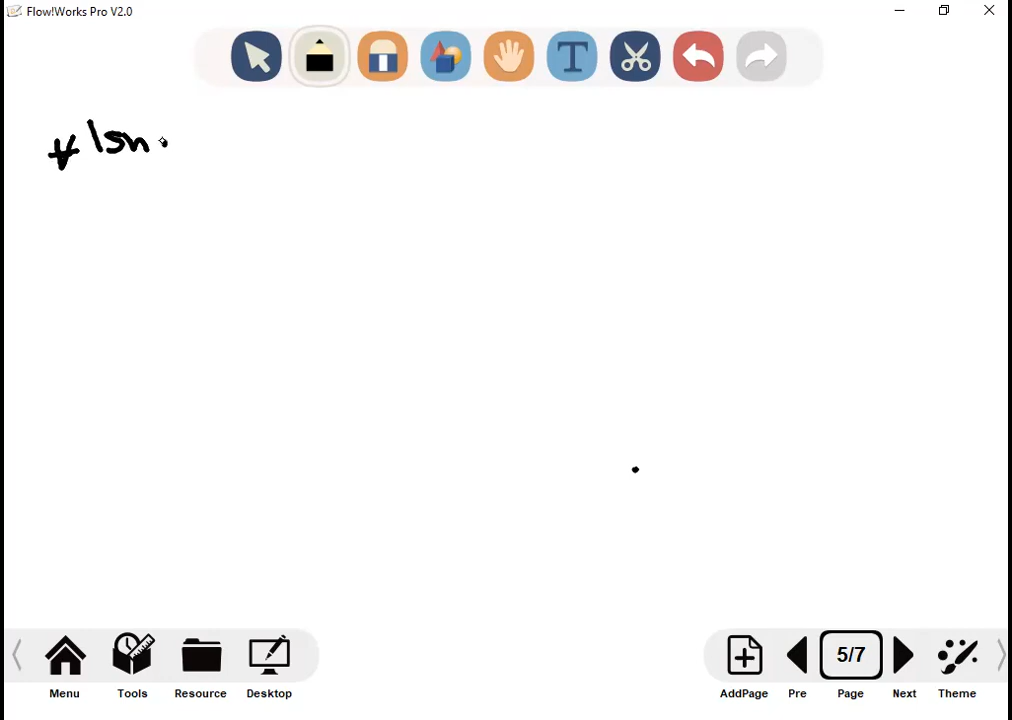 Flow!Works Pro V2.0
Menu
Tools
Resource
Desktop
AddPage
Pre
5/7
Page
Next
Theme